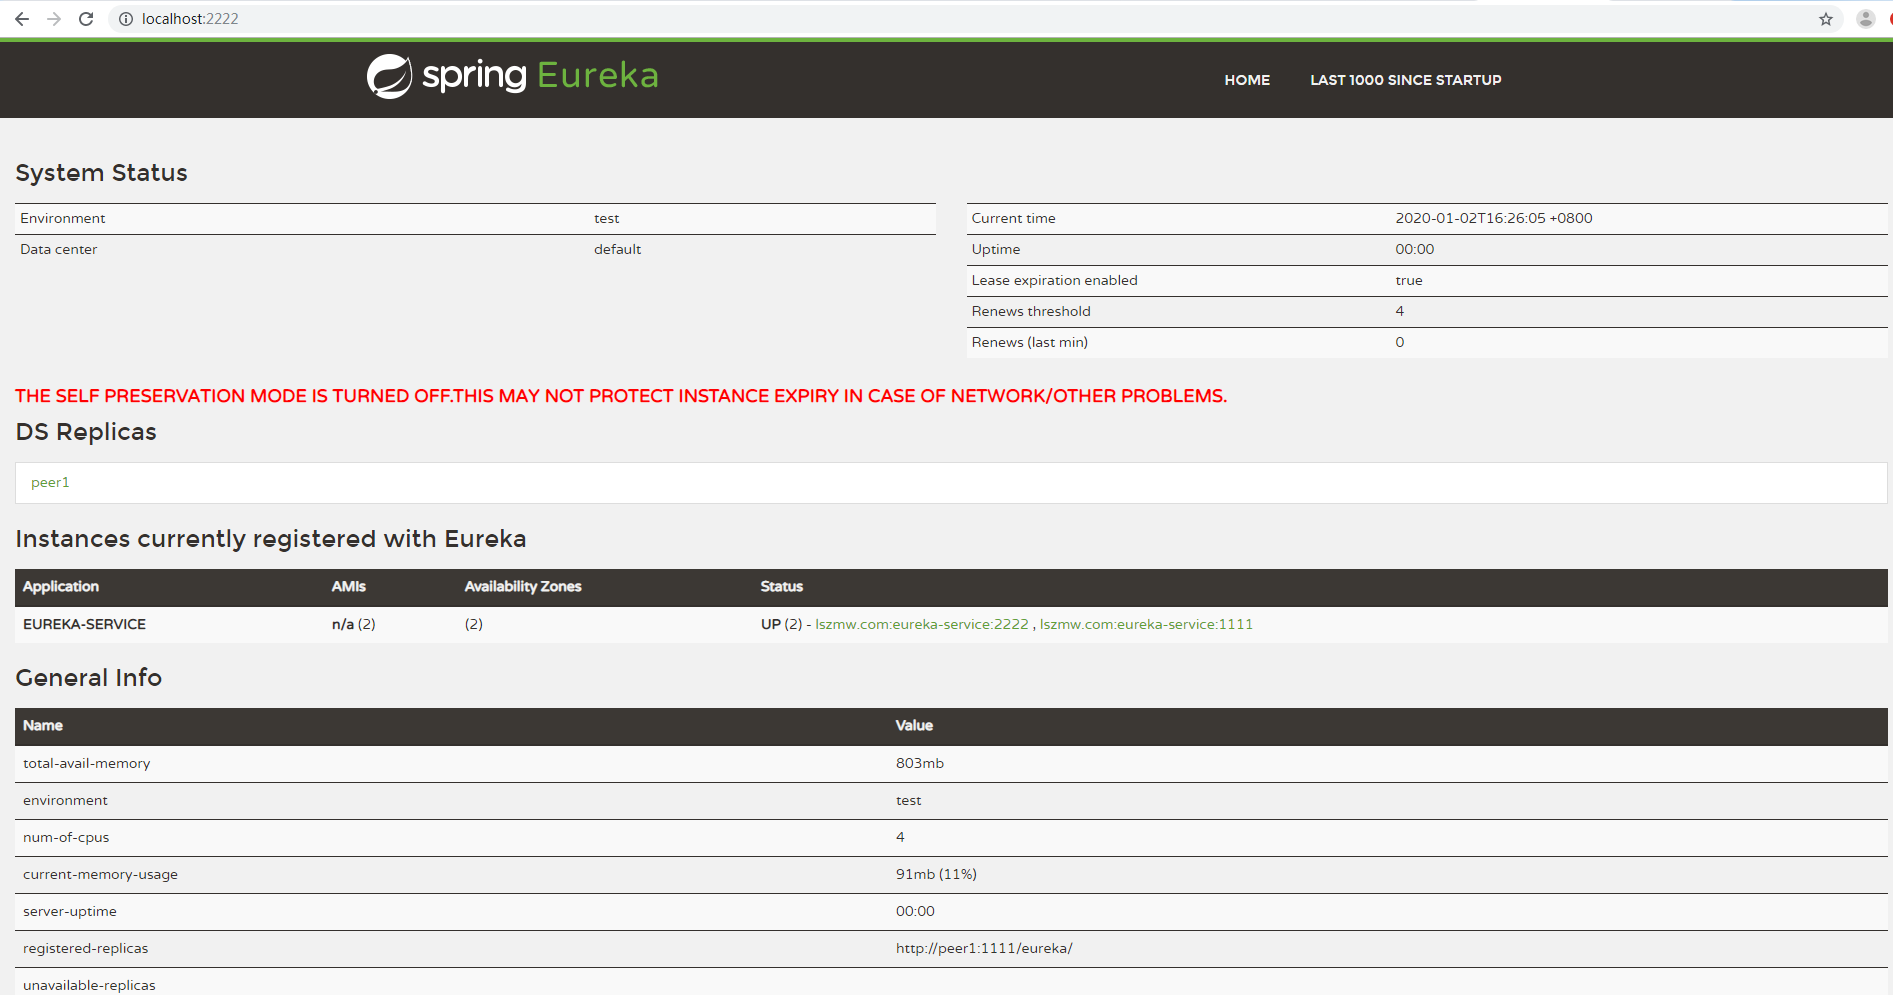 localhost:2222
spring Eureka
HOME LAST 1000 SINCE STARTUP
System Status
Environment test
Data center default
Current time 2020-01-02T16:26:05 +0800
Uptime 00:00
Lease expiration enabled true
Renews threshold 4
Renews (last min) 0
THE SELF PRESERVATION MODE IS TURNED OFF.THIS MAY NOT PROTECT INSTANCE EXPIRY IN CASE OF NETWORK/OTHER PROBLEMS.
DS Replicas
peer1
Instances currently registered with Eureka
Application AMIs Availability Zones Status
EUREKA-SERVICE n/a (2) (2) UP (2) - lszmw.com:eureka-service:2222 , lszmw.com:eureka-service:1111
General Info
Name Value
total-avail-memory 803mb
environment test
num-of-cpus 4
current-memory-usage 91mb (11%)
server-uptime 00:00
registered-replicas http://peer1:1111/eureka/
unavailable-replicas